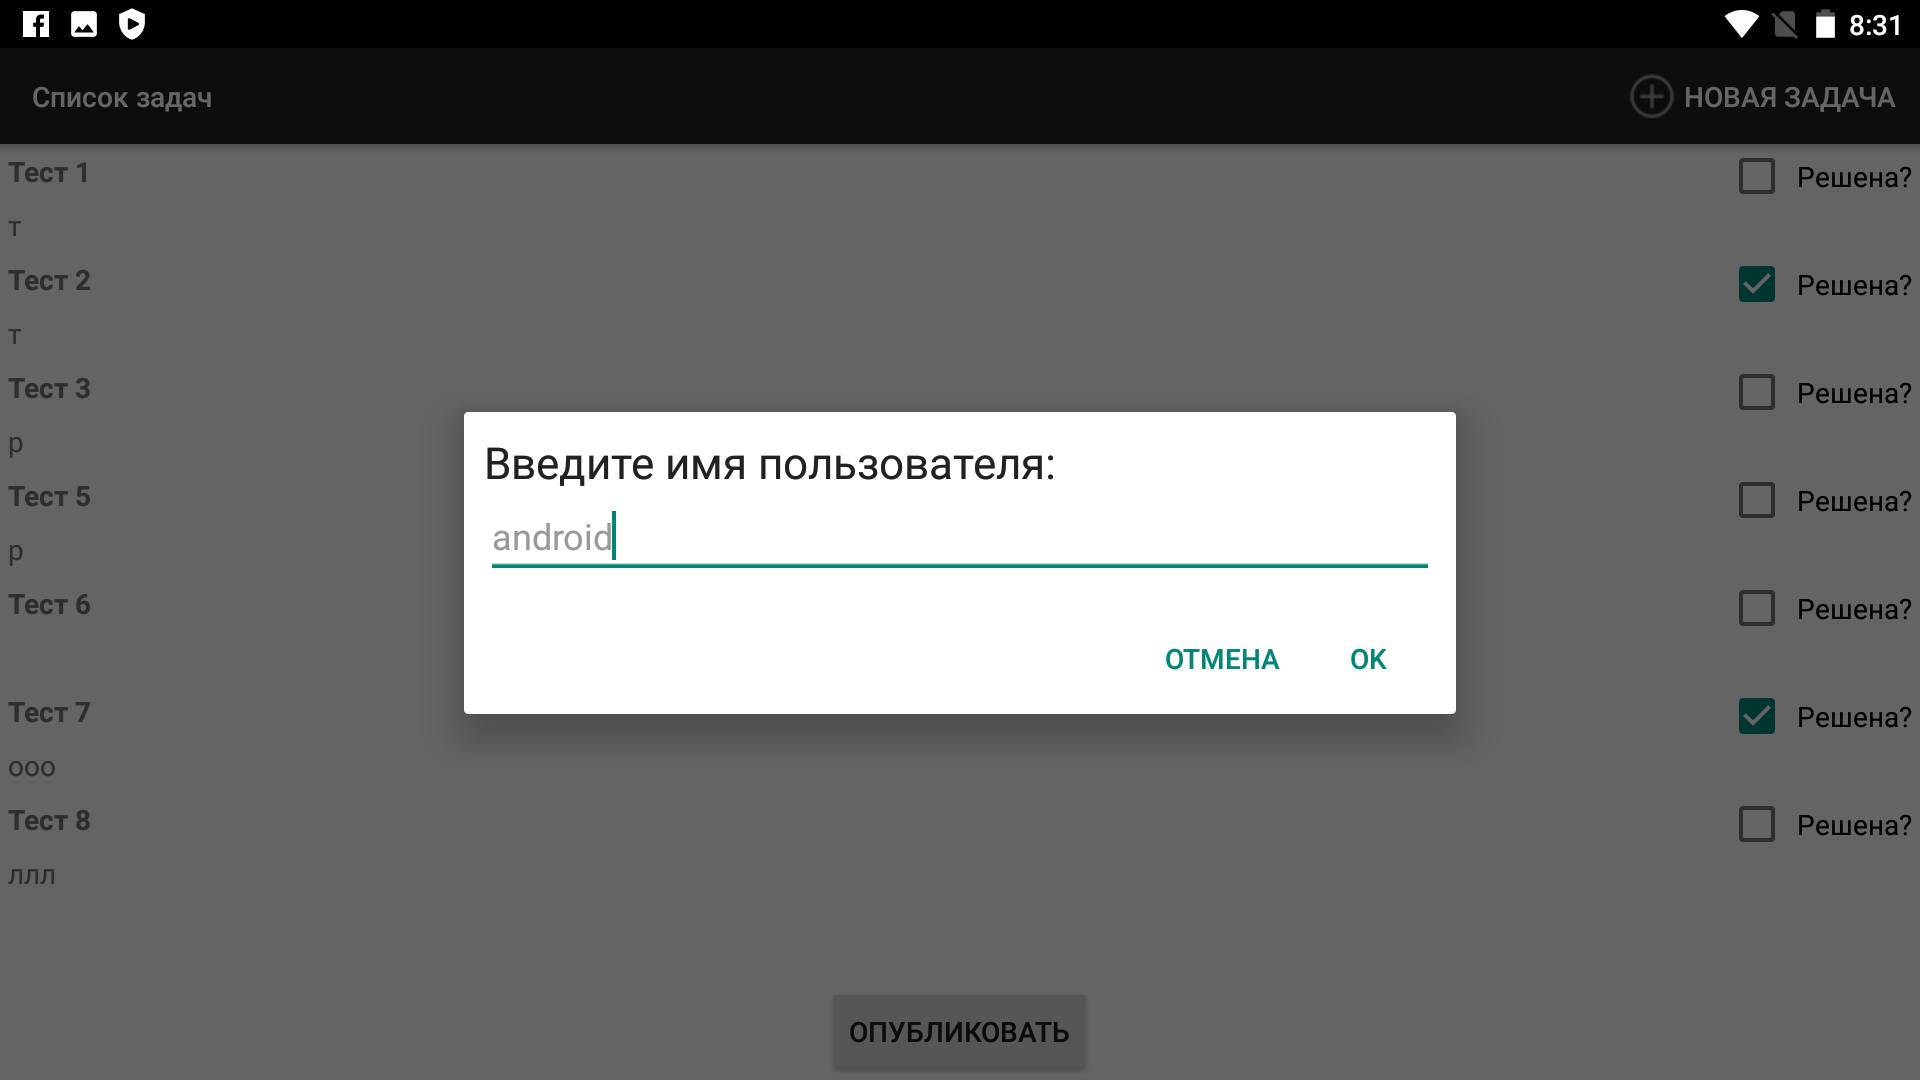 8:31
Список задач
НОВАЯ ЗАДАЧА
Тест 1
Решена?
т
Тест 2
Решена?
т
Тест 3
Решена?
р
Тест 5
Решена?
р
Тест 6
Решена?
Тест 7
Решена?
ооо
Тест 8
Решена?
ллл
Введите имя пользователя:
android
ОТМЕНА
OK
ОПУБЛИКОВАТЬ